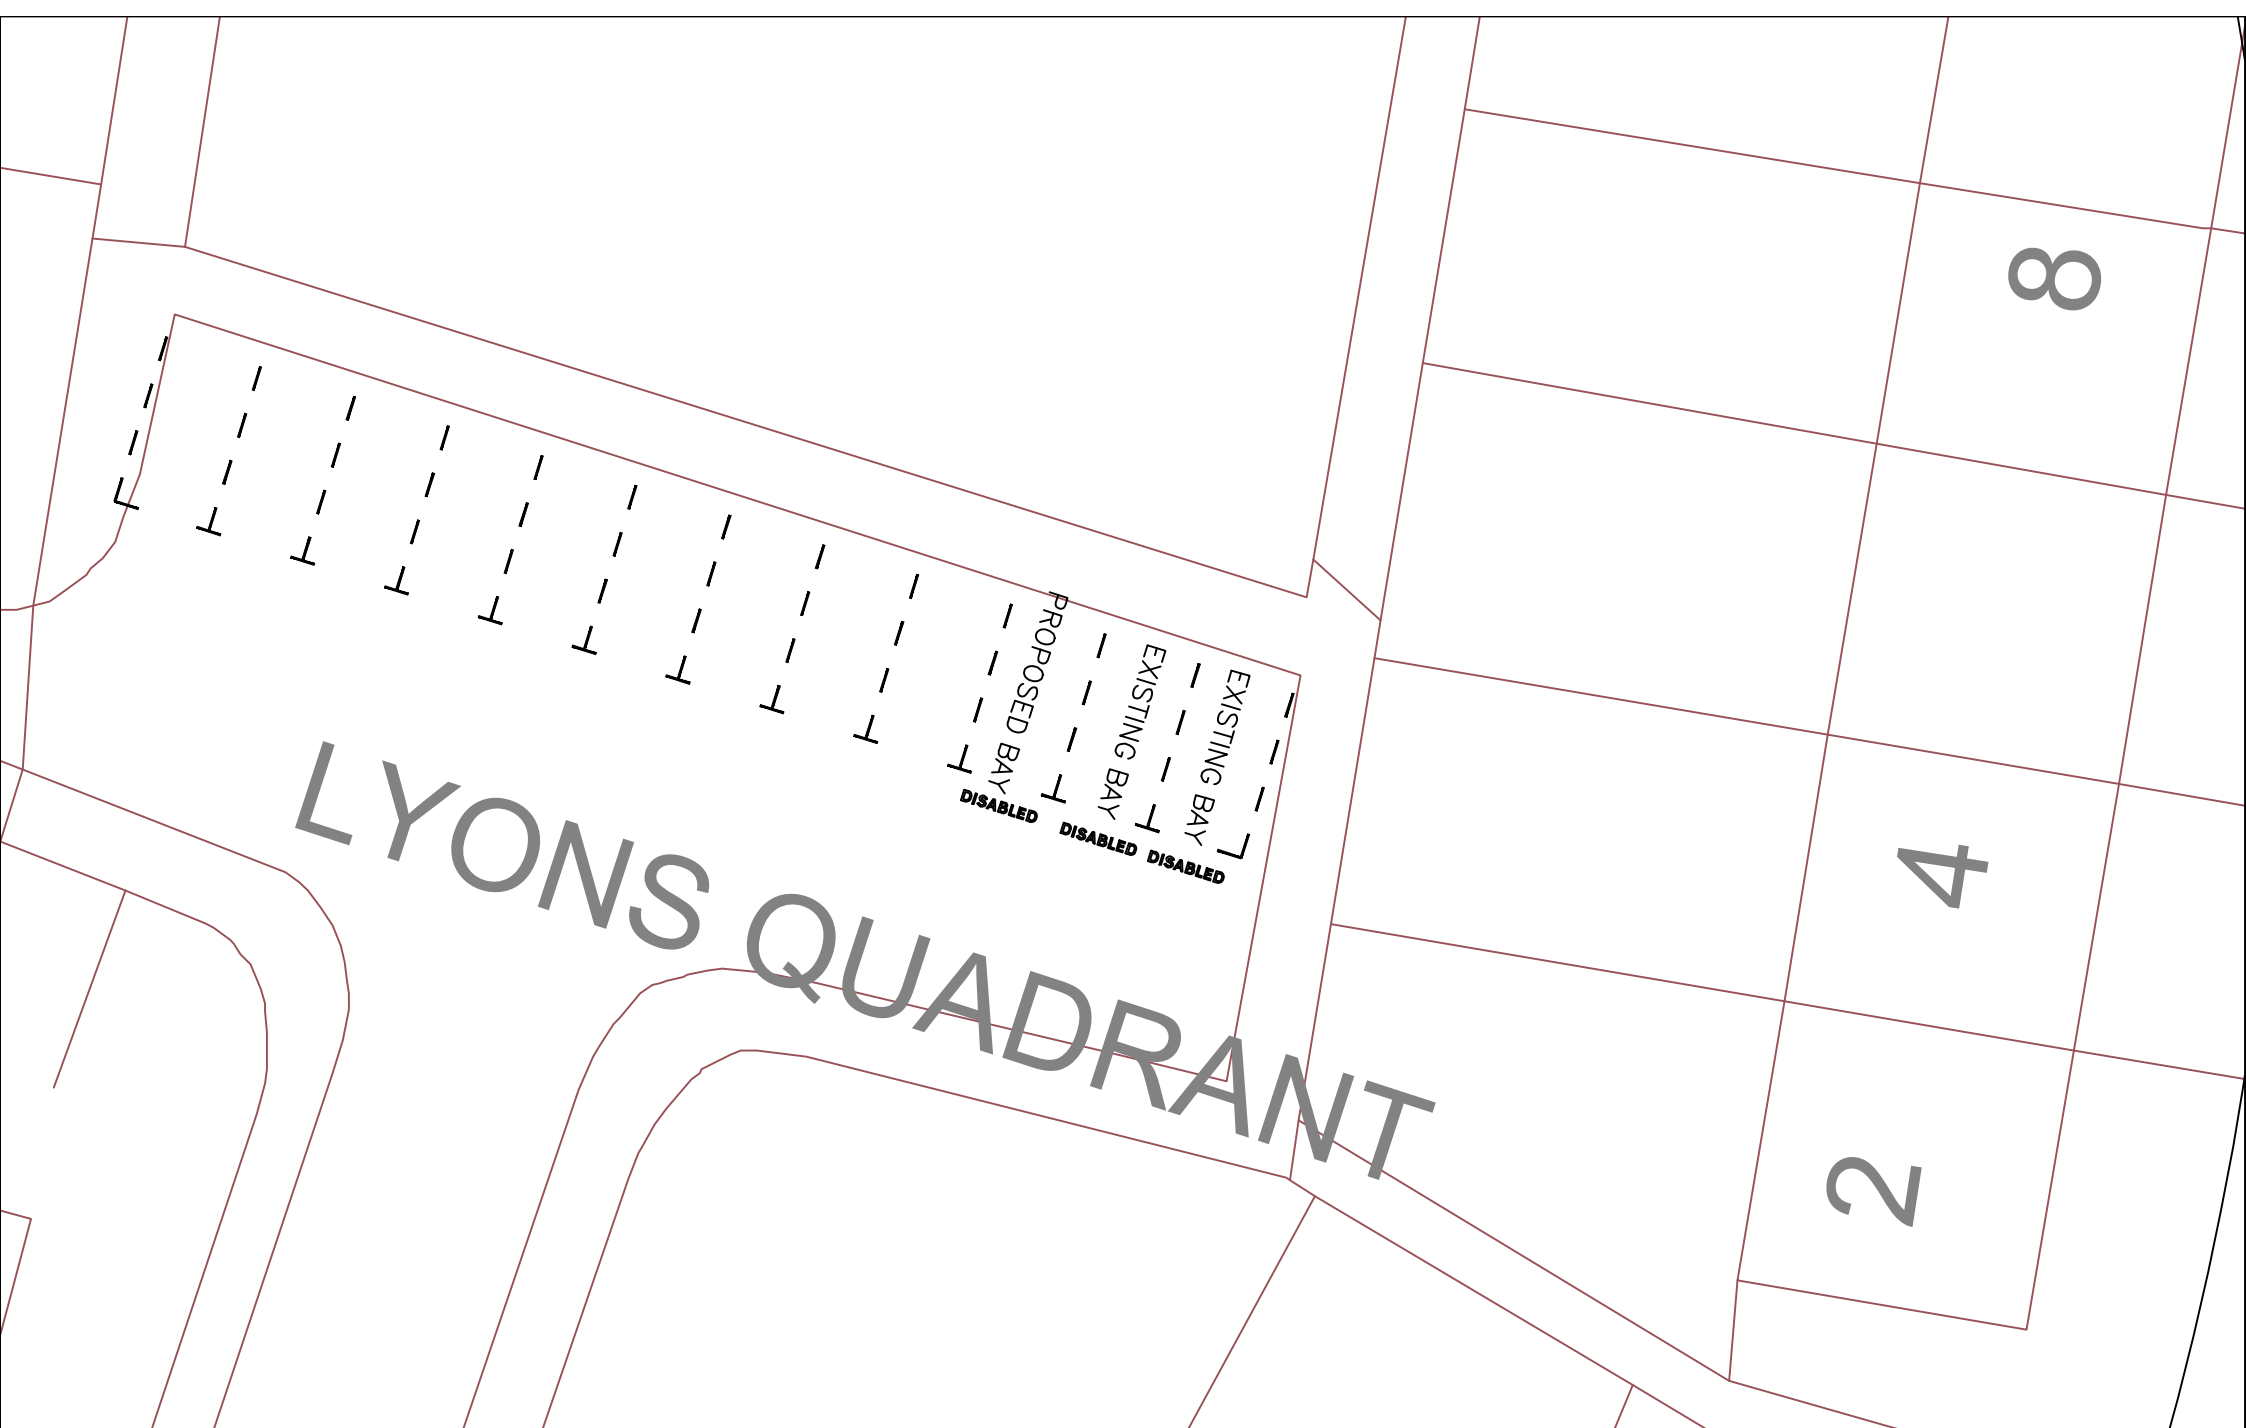 8
PROPOSED BAY
EXISTING BAY
EXISTING BAY
DISABLED
DISABLED
DISABLED
LYONS QUADRANT
4
2